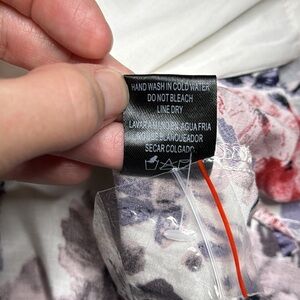 HAND WASH IN COLD WATER
DO NOT BLEACH
LINE DRY
LAVAR A MANO EN AGUA FRIA
NO USE BLANQUEADOR
SECAR COLGADO